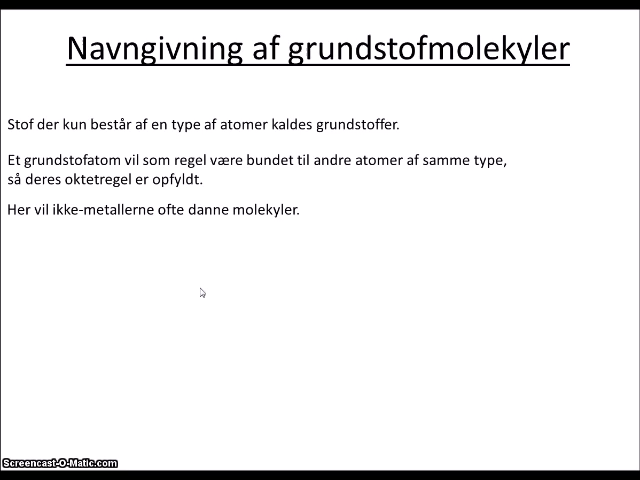 Navngivning af grundstofmolekyler
Stof der kun består af en type af atomer kaldes grundstoffer.
Et grundstofatom vil som regel være bundet til andre atomer af samme type,
så deres oktetregel er opfyldt.
Her vil ikke-metallerne ofte danne molekyler.
Screencast-O-Matic.com